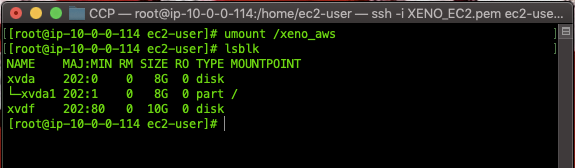 CCP — root@ip-10-0-0-114:/home/ec2-user — ssh -i XENO_EC2.pem ec2-use...
[[root@ip-10-0-0-114 ec2-user]# umount /xeno_aws ]
[[root@ip-10-0-0-114 ec2-user]# lsblk ]
NAME    MAJ:MIN RM SIZE RO TYPE MOUNTPOINT
xvda    202:0    0   8G  0 disk
└─xvda1 202:1    0   8G  0 part /
xvdf    202:80   0  10G  0 disk
[root@ip-10-0-0-114 ec2-user]#